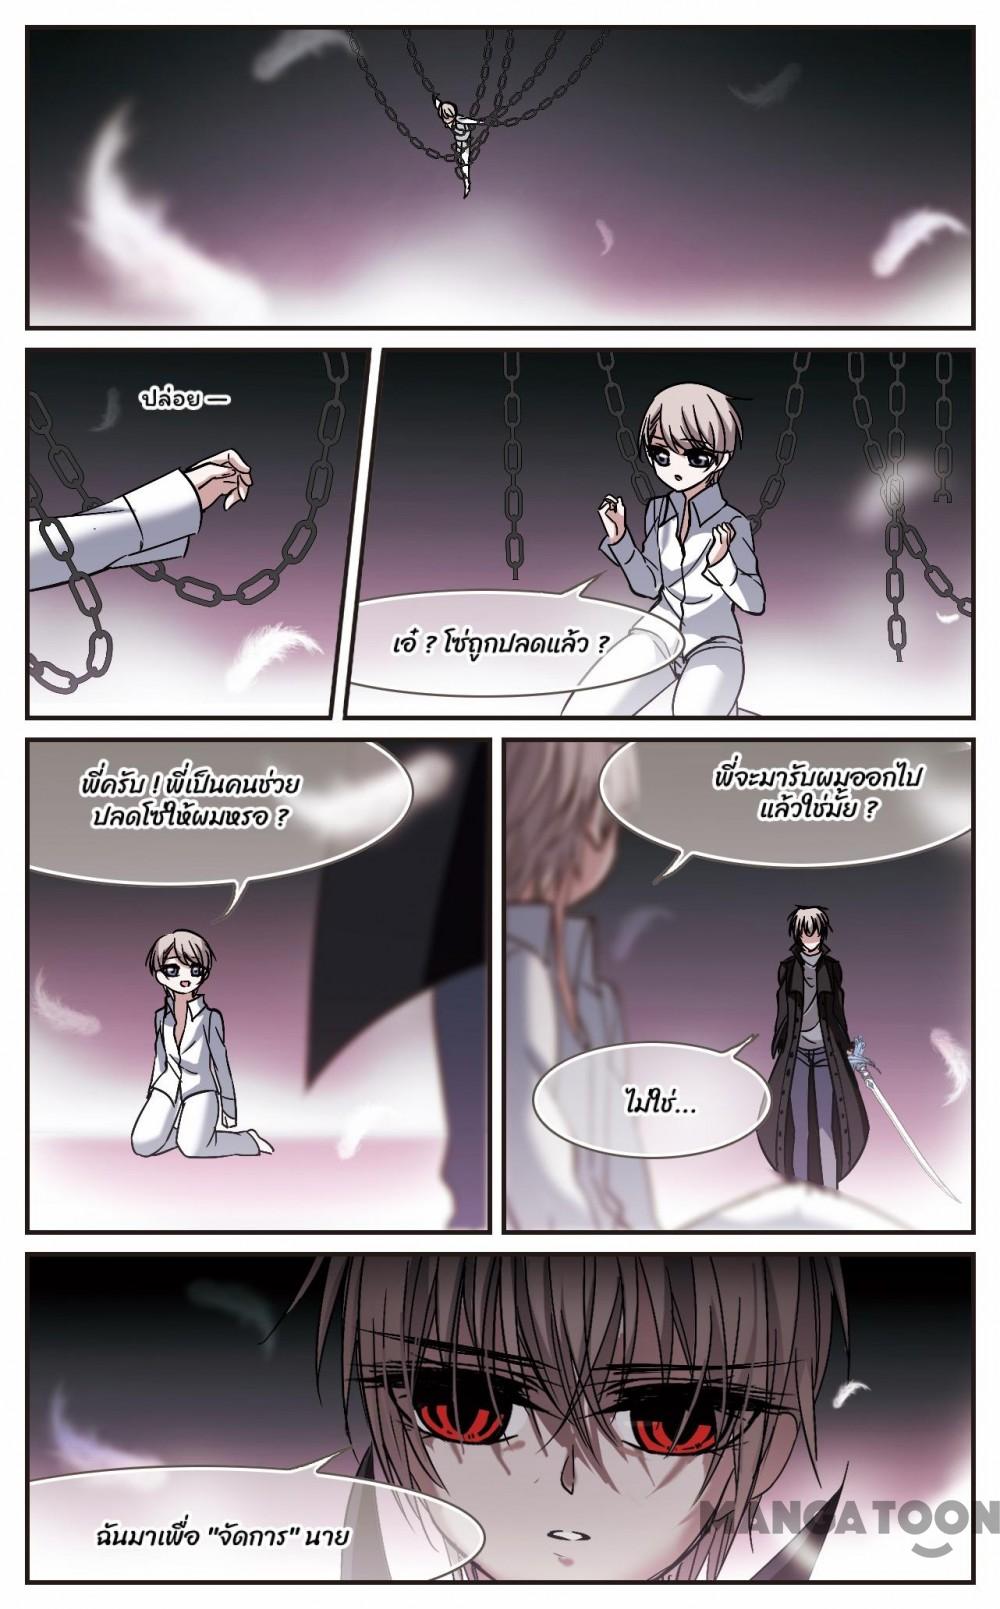 ปล่อย —
เอ๋ ? โซ่ถูกปลดแล้ว ?
พี่ครับ ! พี่เป็นคนช่วย
ปลดโซ่ให้ผมหรอ ?
พี่จะมารับผมออกไป
แล้วใช่มั้ย ?
ไม่ใช่...
ฉันมาเพื่อ "จัดการ" นาย
MANGATOON